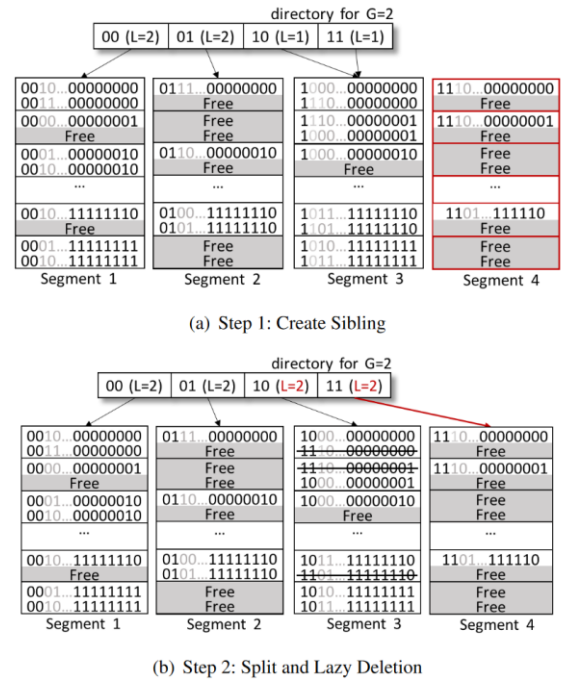 directory for G=2
00 (L=2)
01 (L=2)
10 (L=1)
11 (L=1)
0010...00000000
0011...00000000
0000...00000001
Free
0001...00000010
0010...00000010
...
0010...11111110
Free
0001...11111111
0010...11111111
Segment 1
0111...00000000
Free
Free
Free
0110...00000010
Free
...
0100...11111110
0101...11111110
Free
Free
Segment 2
1000...00000000
1110...00000000
1110...00000001
1000...00000001
1000...00000010
Free
...
1011...11111110
1101...11111110
1010...11111111
1011...11111111
Segment 3
1110...00000000
Free
1110...00000001
Free
Free
Free
...
1101...111110
Free
Free
Free
Segment 4
(a) Step 1: Create Sibling
directory for G=2
00 (L=2)
01 (L=2)
10 (L=2)
11 (L=2)
0010...00000000
0011...00000000
0000...00000001
Free
0001...00000010
0010...00000010
...
0010...11111110
Free
0001...11111111
0010...11111111
Segment 1
0111...00000000
Free
Free
Free
0110...00000010
Free
...
0100...11111110
0101...11111110
Free
Free
Segment 2
1000...00000000
1110...00000000
1110...00000001
1000...00000001
1000...00000010
Free
...
1011...11111110
1101...11111110
1010...11111111
1011...11111111
Segment 3
1110...00000000
Free
1110...00000001
Free
Free
Free
...
1101...111110
Free
Free
Free
Segment 4
(b) Step 2: Split and Lazy Deletion